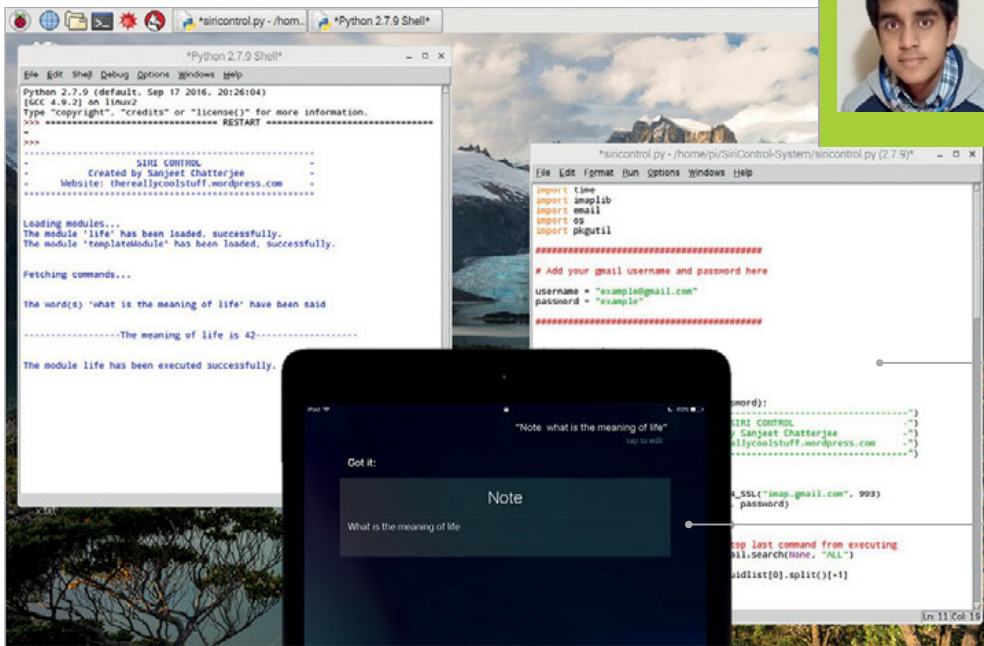 *siricontrol.py - /hom...
*Python 2.7.9 Shell*
*Python 2.7.9 Shell*
File Edit Shell Debug Options Windows Help
Python 2.7.9 (default, Sep 17 2016, 20:26:04)
[GCC 4.9.2] on linux2
Type "copyright", "credits" or "license()" for more information.
>>> ================================ RESTART ================================
>>>
SIRI CONTROL
Created by Sanjeet Chatterjee
Website: thereallycoolstuff.wordpress.com
Loading modules...
The module 'life' has been loaded, successfully.
The module 'templateModule' has been loaded, successfully.
Fetching commands...
The word(s) 'what is the meaning of life' have been said
-------------------The meaning of life is 42-------------------
The module life has been executed successfully.
*siricontrol.py - /home/pi/SiriControl-System/siricontrol.py (2.7.9)*
File Edit Format Run Options Windows Help
import time
import imaplib
import email
import os
import pkgutil
##########################################
# Add your gmail username and password here
username = "example@gmail.com"
password = "example"
##########################################
sword):
----------------------------")
SIRI CONTROL -")
y Sanjeet Chatterjee -")
allycoolstuff.wordpress.com -")
----------------------------")
4_SSL("imap.gmail.com", 993)
, password)
top last command from executing
ail.search(None, "ALL")
uidlist[0].split()[-1]
Ln: 11 Col: 19
iPad
"Note what is the meaning of life"
tap to edit
Got it:
Note
What is the meaning of life